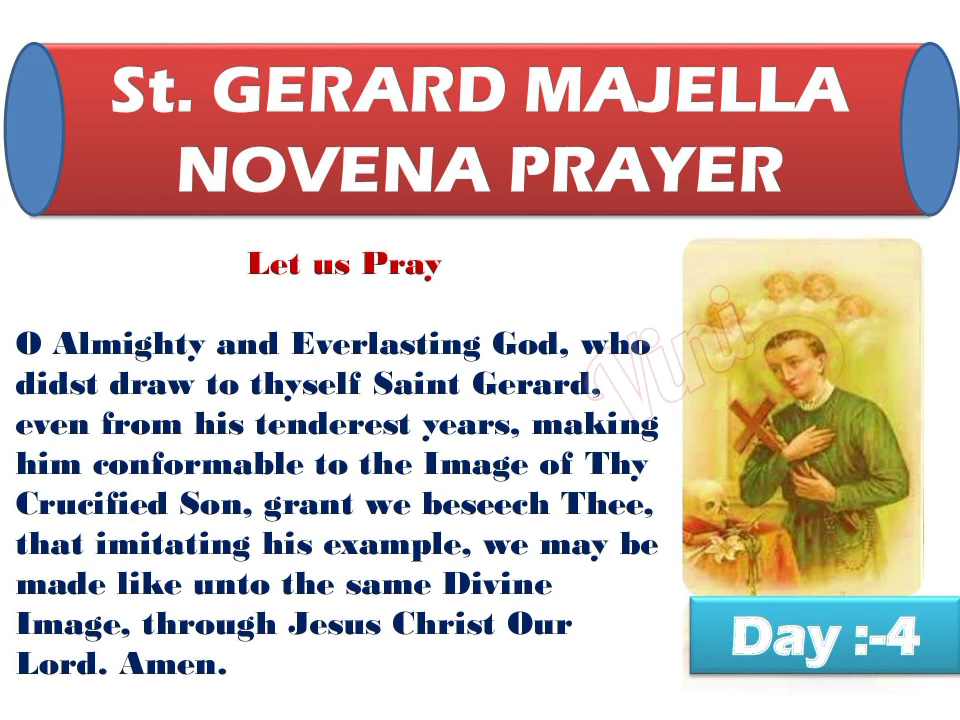 St. GERARD MAJELLA
NOVENA PRAYER
Let us Pray
O Almighty and Everlasting God, who
didst draw to thyself Saint Gerard,
even from his tenderest years, making
him conformable to the Image of Thy
Crucified Son, grant we beseech Thee,
that imitating his example, we may be
made like unto the same Divine
Image, through Jesus Christ Our
Lord. Amen.
Vini
Day :-4